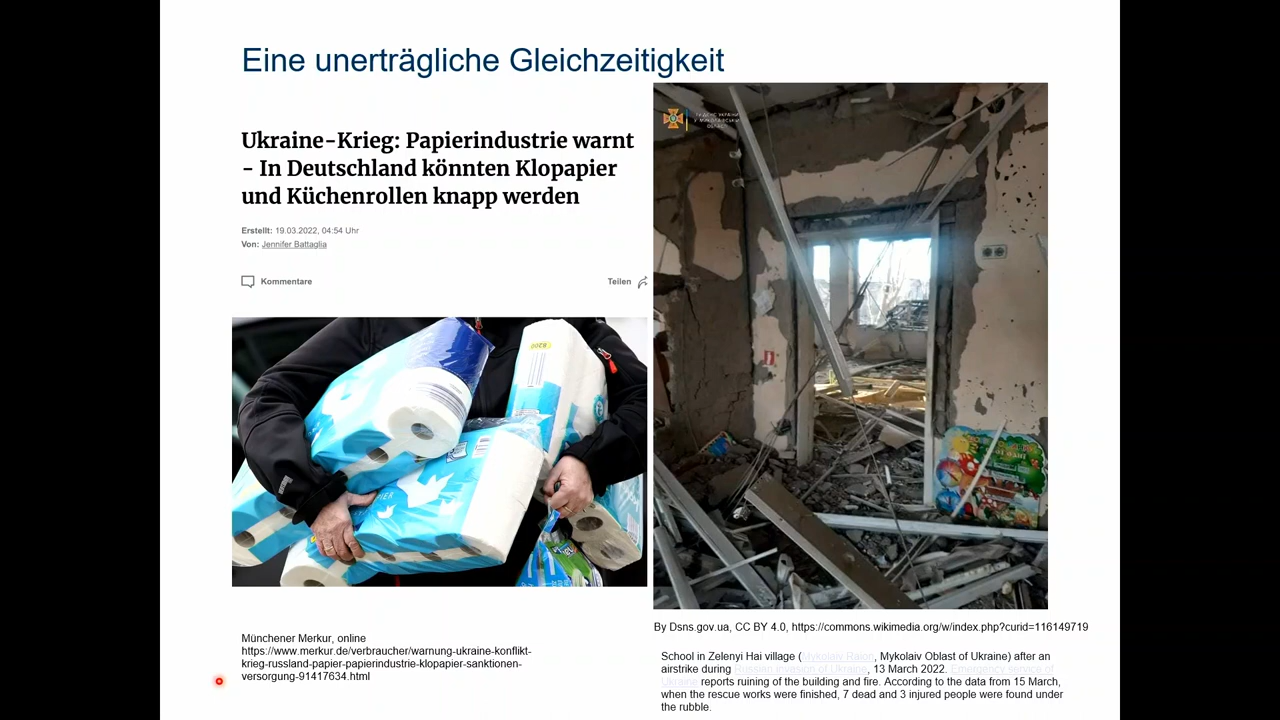 Eine unerträgliche Gleichzeitigkeit
Ukraine-Krieg: Papierindustrie warnt
- In Deutschland könnten Klopapier
und Küchenrollen knapp werden
Erstellt: 19.03.2022, 04:54 Uhr
Von: Jennifer Battaglia
Kommentare
Teilen
Münchener Merkur, online
https://www.merkur.de/verbraucher/warnung-ukraine-konflikt-
krieg-russland-papier-papierindustrie-klopapier-sanktionen-
versorgung-91417634.html
By Dsns.gov.ua, CC BY 4.0, https://commons.wikimedia.org/w/index.php?curid=116149719
School in Zelenyi Hai village (Mykolaiv Raion, Mykolaiv Oblast of Ukraine) after an
airstrike during Russian invasion of Ukraine, 13 March 2022. Emergency service of
Ukraine reports ruining of the building and fire. According to the data from 15 March,
when the rescue works were finished, 7 dead and 3 injured people were found under
the rubble.